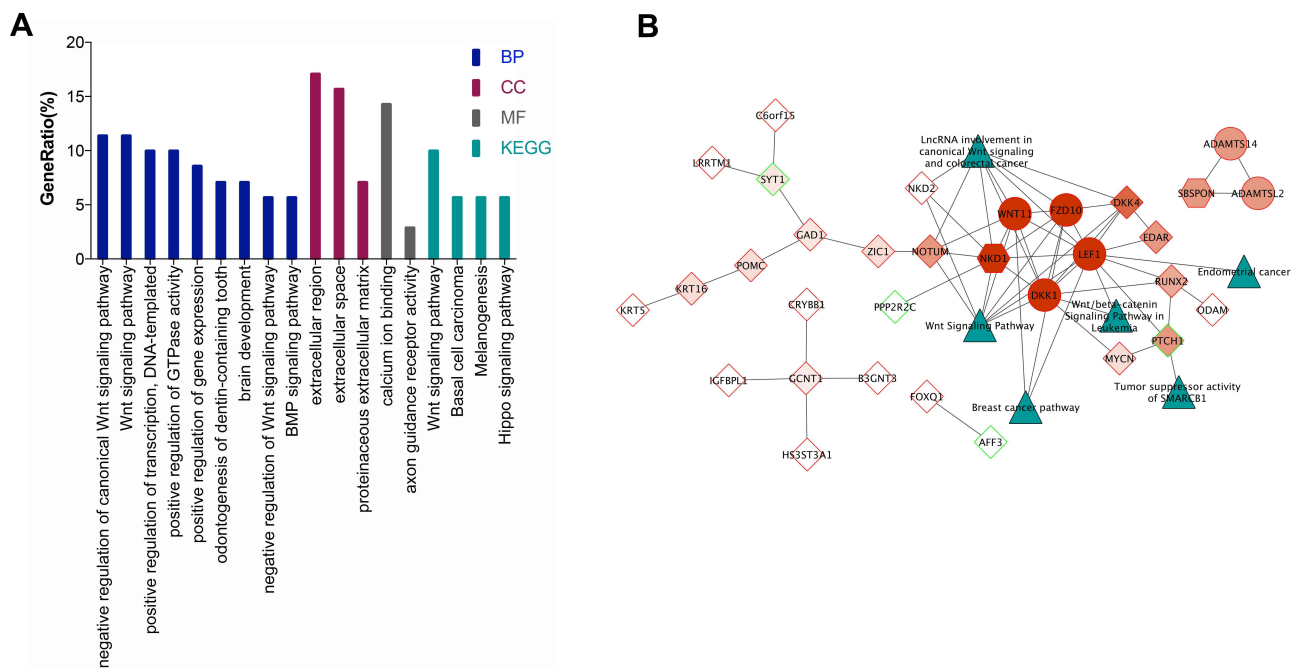 A
GeneRatio(%)
20
15
10
5
0
BP
CC
MF
KEGG
negative regulation of canonical Wnt signaling pathway
Wnt signaling pathway
positive regulation of transcription, DNA-templated
positive regulation of GTPase activity
positive regulation of gene expression
odontogenesis of dentin-containing tooth
brain development
negative regulation of Wnt signaling pathway
BMP signaling pathway
extracellular region
extracellular space
proteinaceous extracellular matrix
calcium ion binding
axon guidance receptor activity
Wnt signaling pathway
Basal cell carcinoma
Melanogenesis
Hippo signaling pathway
B
C6orf15
LRRTM1
SYT1
GAD1
ZIC1
POMC
KRT16
KRT5
CRYBB1
IGFBPL1
GCNT1
B3GNT3
HS3ST3A1
FOXQ1
AFF3
LncRNA involvement in
canonical Wnt signaling
and colorectal cancer
NKD2
WNT11
FZD10
DKK4
NOTUM
NKD1
LEF1
EDAR
PPP2R2C
DKK1
RUNX2
Endometrial cancer
Wnt Signaling Pathway
Wnt/beta-catenin
Signaling Pathway in
Leukemia
ODAM
PTCH1
MYCN
Tumor suppressor activity
of SMARCB1
Breast cancer pathway
ADAMTS14
SBSPON
ADAMTSL2